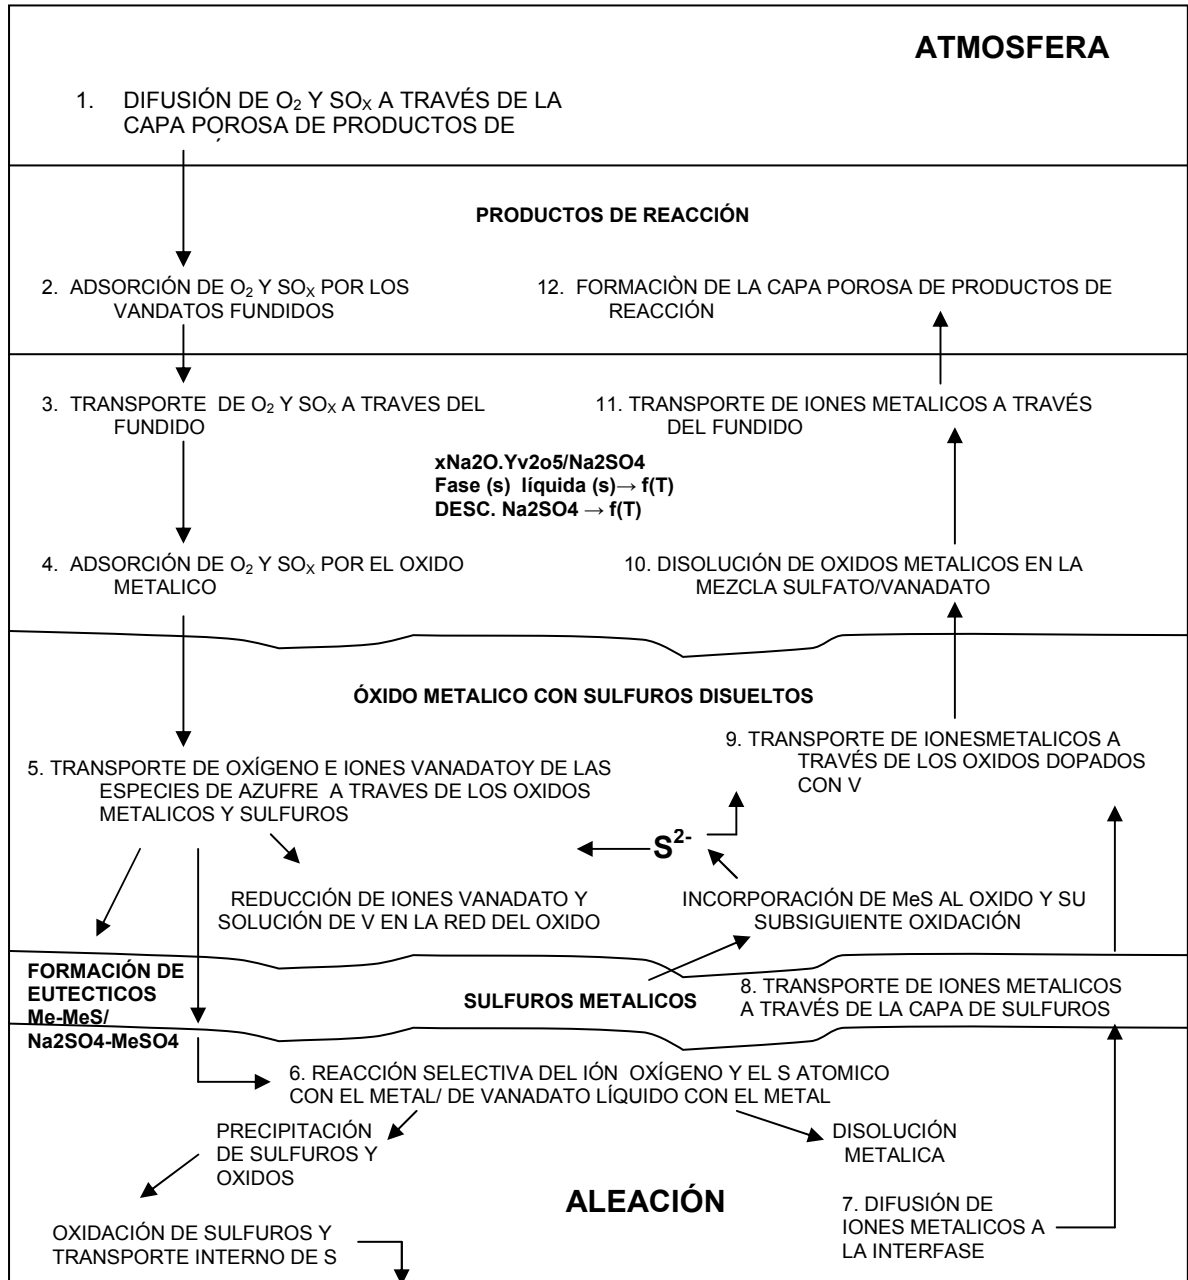 ATMOSFERA
1. DIFUSIÓN DE O₂ Y SOₓ A TRAVÉS DE LA
CAPA POROSA DE PRODUCTOS DE
PRODUCTOS DE REACCIÓN
2. ADSORCIÓN DE O₂ Y SOₓ POR LOS
VANDATOS FUNDIDOS
12. FORMACIÒN DE LA CAPA POROSA DE PRODUCTOS DE
REACCIÓN
3. TRANSPORTE DE O₂ Y SOₓ A TRAVES DEL
FUNDIDO
11. TRANSPORTE DE IONES METALICOS A TRAVÉS
DEL FUNDIDO
xNa2O.Yv2o5/Na2SO4
Fase (s) líquida (s)→ f(T)
DESC. Na2SO4 → f(T)
4. ADSORCIÓN DE O₂ Y SOₓ POR EL OXIDO
METALICO
10. DISOLUCIÓN DE OXIDOS METALICOS EN LA
MEZCLA SULFATO/VANADATO
ÓXIDO METALICO CON SULFUROS DISUELTOS
5. TRANSPORTE DE OXÍGENO E IONES VANADATOY DE LAS
ESPECIES DE AZUFRE A TRAVES DE LOS OXIDOS
METALICOS Y SULFUROS
9. TRANSPORTE DE IONESMETALICOS A
TRAVÉS DE LOS OXIDOS DOPADOS
CON V
S²⁻
REDUCCIÓN DE IONES VANADATO Y
SOLUCIÓN DE V EN LA RED DEL OXIDO
INCORPORACIÓN DE MeS AL OXIDO Y SU
SUBSIGUIENTE OXIDACIÓN
FORMACIÓN DE
EUTECTICOS
Me-MeS/
Na2SO4-MeSO4
SULFUROS METALICOS
8. TRANSPORTE DE IONES METALICOS
A TRAVÉS DE LA CAPA DE SULFUROS
6. REACCIÓN SELECTIVA DEL IÓN OXÍGENO Y EL S ATOMICO
CON EL METAL/ DE VANADATO LÍQUIDO CON EL METAL
PRECIPITACIÓN
DE SULFUROS Y
OXIDOS
DISOLUCIÓN
METALICA
ALEACIÓN
7. DIFUSIÓN DE
IONES METALICOS A
LA INTERFASE
OXIDACIÓN DE SULFUROS Y
TRANSPORTE INTERNO DE S